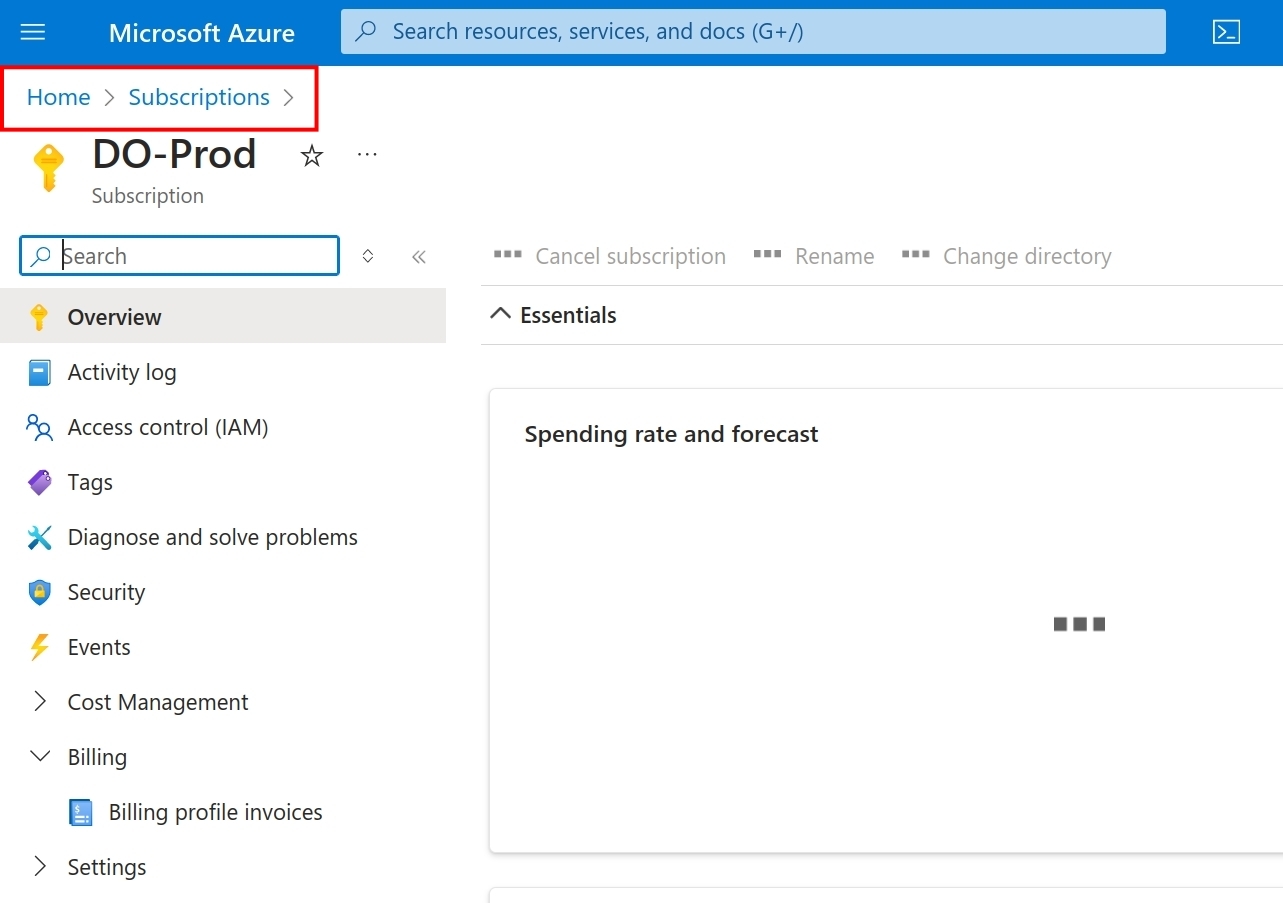 Microsoft Azure
Search resources, services, and docs (G+/)
Home > Subscriptions >
DO-Prod
Subscription
Search
Cancel subscription
Rename
Change directory
Essentials
Overview
Activity log
Access control (IAM)
Tags
Diagnose and solve problems
Security
Events
Cost Management
Billing
Billing profile invoices
Settings
Spending rate and forecast